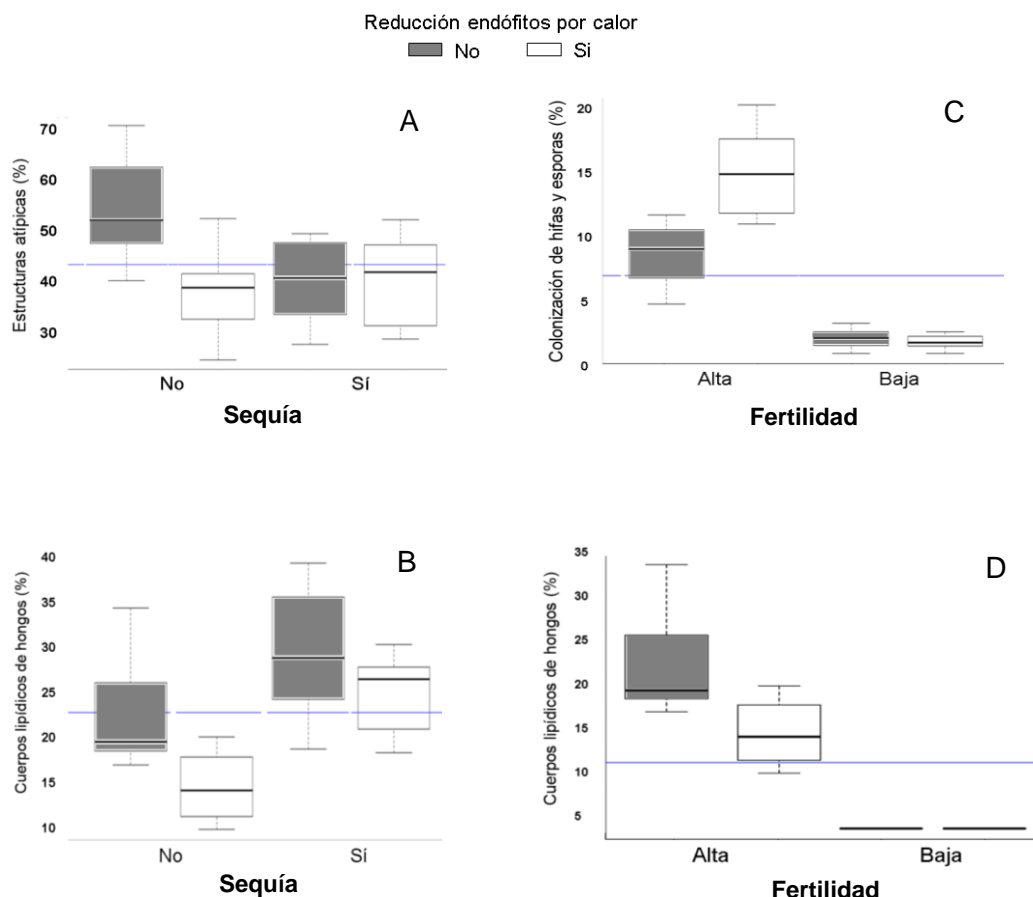 Reducción endófitos por calor
No Si
A
Estructuras atípicas (%)
70
60
50
40
30
No Sí
Sequía
C
Colonización de hifas y esporas (%)
20
15
10
5
0
Alta Baja
Fertilidad
B
Cuerpos lipídicos de hongos (%)
40
35
30
25
20
15
10
No Sí
Sequía
D
Cuerpos lipídicos de hongos (%)
35
30
25
20
15
10
5
Alta Baja
Fertilidad